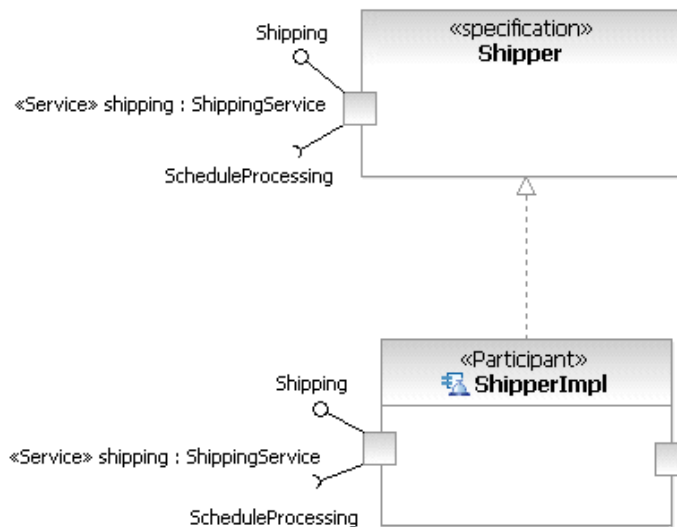 Shipping
«specification»
Shipper
«Service» shipping : ShippingService
ScheduleProcessing
«Participant»
ShipperImpl
Shipping
«Service» shipping : ShippingService
ScheduleProcessing